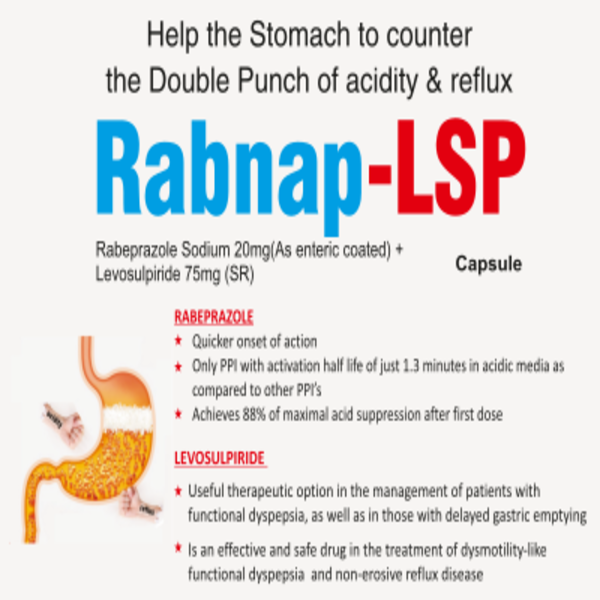 Help the Stomach to counter
the Double Punch of acidity & reflux
Rabnap-LSP
Rabeprazole Sodium 20mg(As enteric coated) +
Levosulpiride 75mg (SR)
Capsule
RABEPRAZOLE
★ Quicker onset of action
★ Only PPI with activation half life of just 1.3 minutes in acidic media as
compared to other PPI's
★ Achieves 88% of maximal acid suppression after first dose
LEVOSULPIRIDE
★ Useful therapeutic option in the management of patients with
functional dyspepsia, as well as in those with delayed gastric emptying
★ Is an effective and safe drug in the treatment of dysmotility-like
functional dyspepsia and non-erosive reflux disease
acidity
reflux